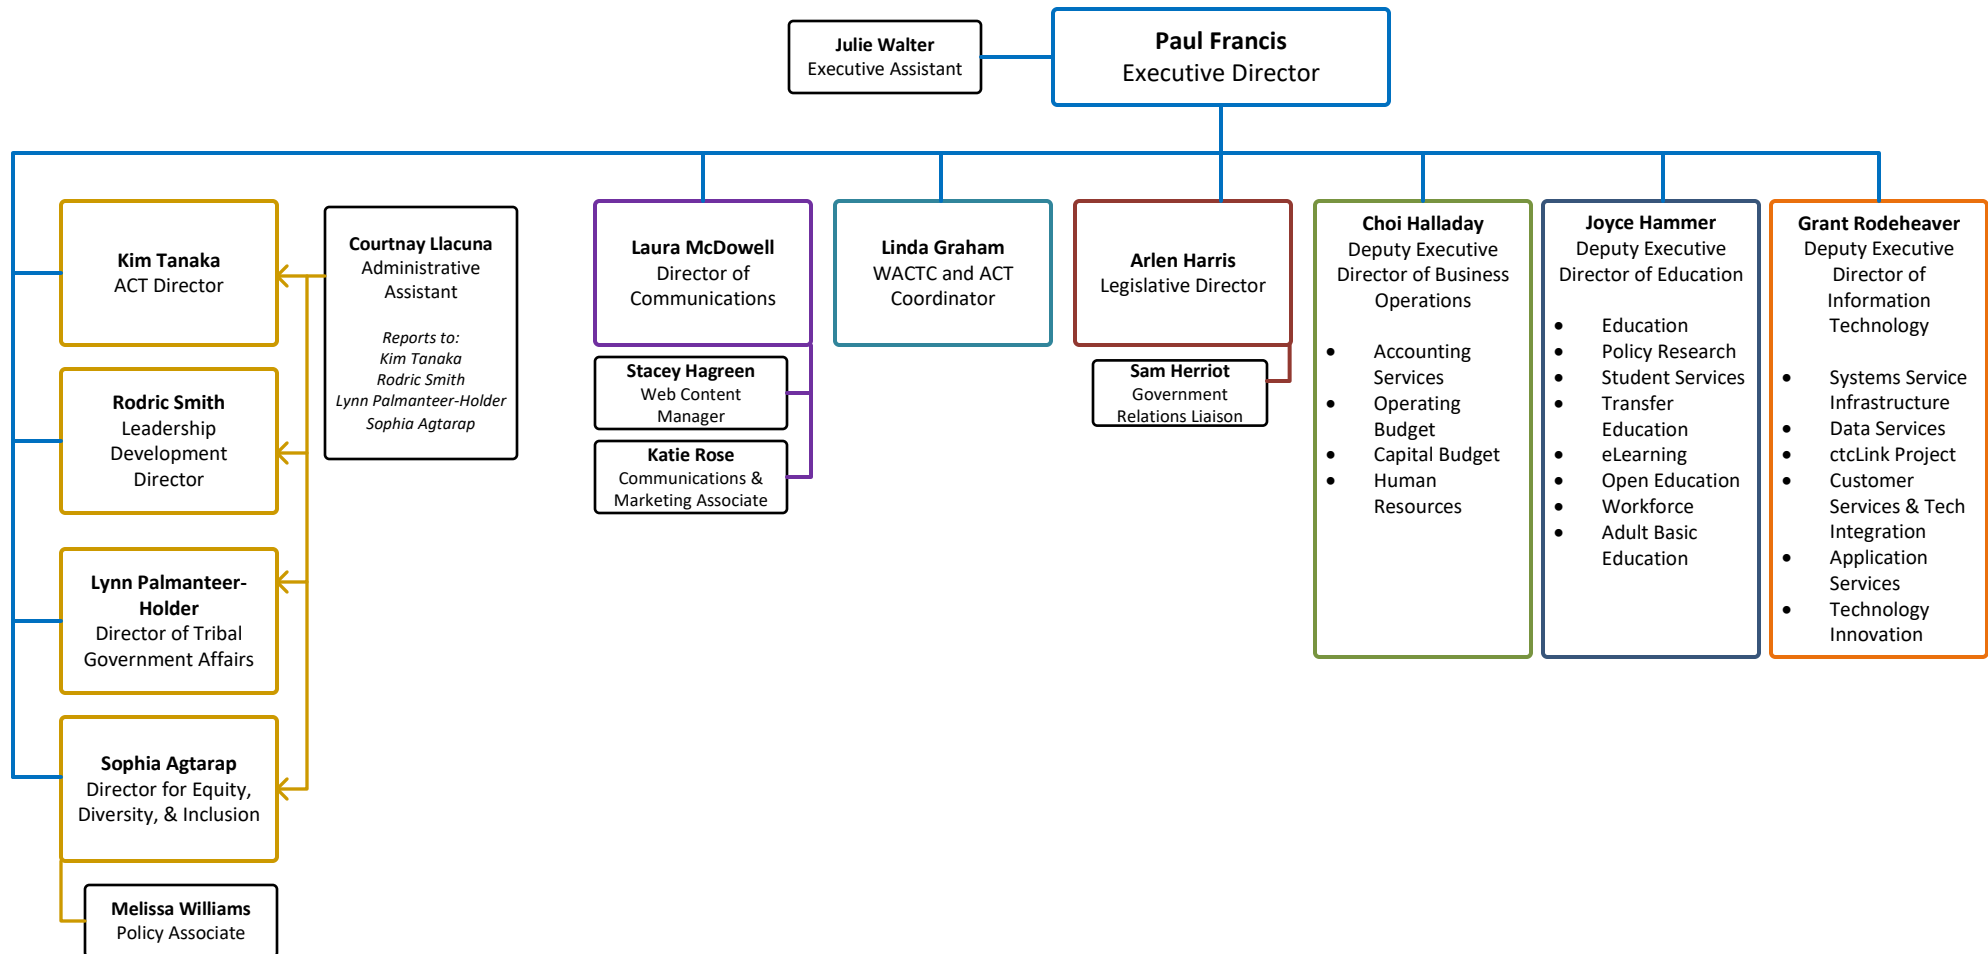 Julie Walter
Executive Assistant
Paul Francis
Executive Director
Kim Tanaka
ACT Director
Rodric Smith
Leadership
Development
Director
Lynn Palmanteer-
Holder
Director of Tribal
Government Affairs
Sophia Agtarap
Director for Equity,
Diversity, & Inclusion
Melissa Williams
Policy Associate
Courtnay Llacuna
Administrative
Assistant
Reports to:
Kim Tanaka
Rodric Smith
Lynn Palmanteer-Holder
Sophia Agtarap
Laura McDowell
Director of
Communications
Stacey Hagreen
Web Content
Manager
Katie Rose
Communications &
Marketing Associate
Linda Graham
WACTC and ACT
Coordinator
Arlen Harris
Legislative Director
Sam Herriot
Government
Relations Liaison
Choi Halladay
Deputy Executive
Director of Business
Operations
• Accounting
Services
• Operating
Budget
• Capital Budget
• Human
Resources
Joyce Hammer
Deputy Executive
Director of Education
• Education
• Policy Research
• Student Services
• Transfer
Education
• eLearning
• Open Education
• Workforce
• Adult Basic
Education
Grant Rodeheaver
Deputy Executive
Director of
Information
Technology
• Systems Service
Infrastructure
• Data Services
• ctcLink Project
• Customer
Services & Tech
Integration
• Application
Services
• Technology
Innovation